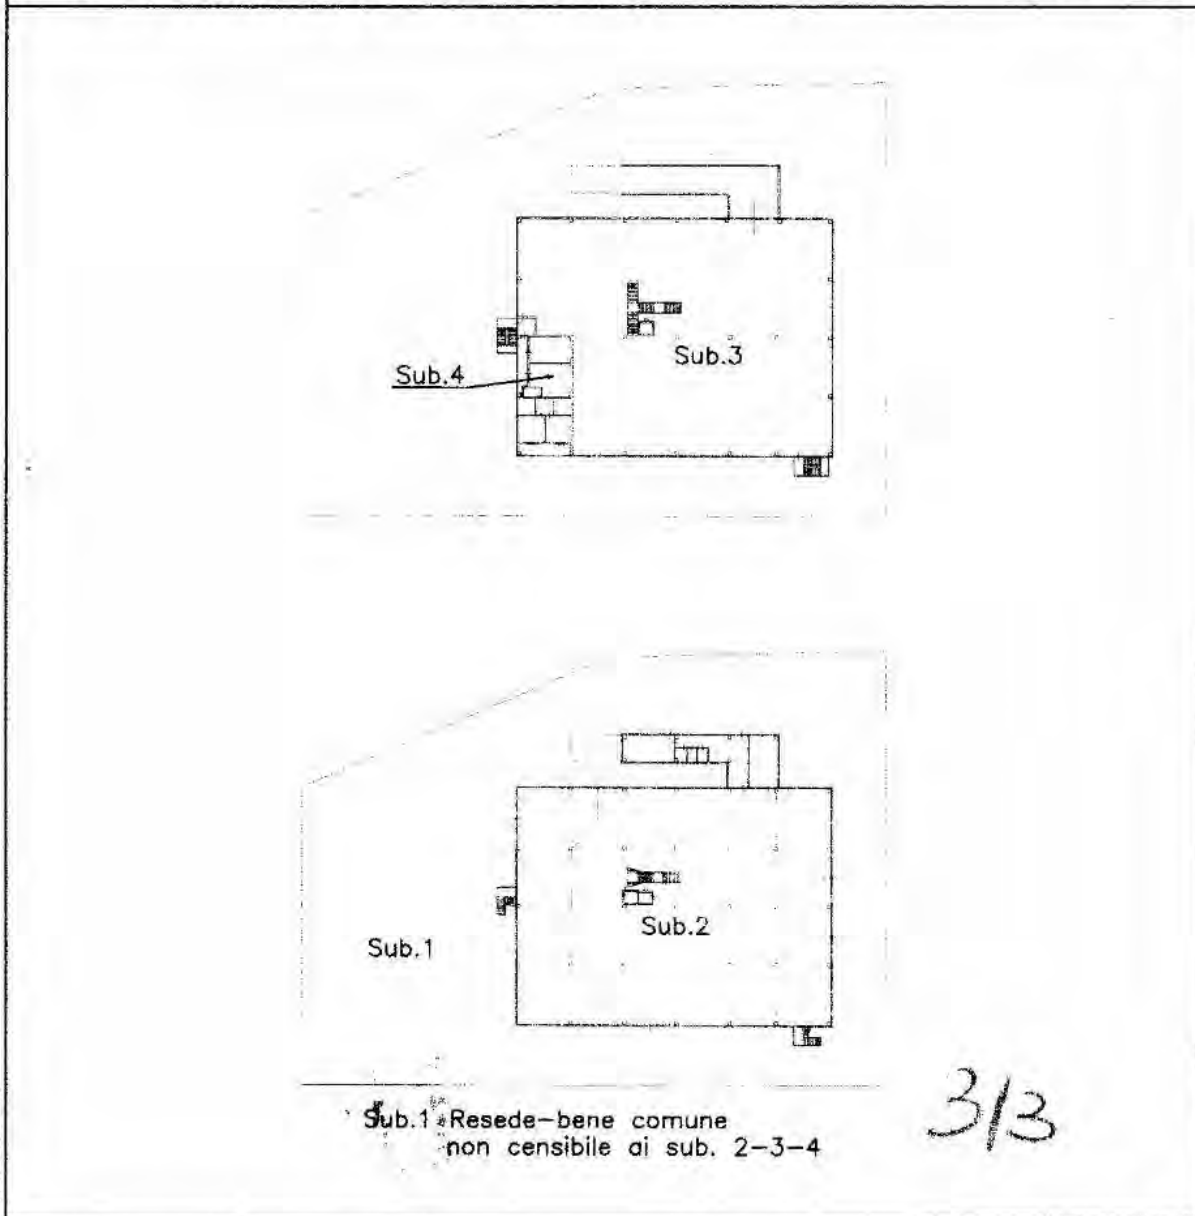 Sub.3
Sub.4
Sub.2
Sub.1
Sub.1 Resede-bene comune
non censibile ai sub. 2-3-4
3/3